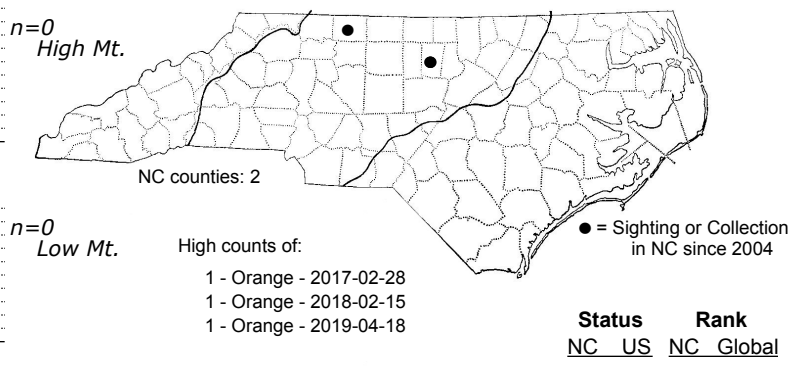 n=0
High Mt.
NC counties: 2
n=0
Low Mt.
High counts of:
1 - Orange - 2017-02-28
1 - Orange - 2018-02-15
1 - Orange - 2019-04-18
● = Sighting or Collection
in NC since 2004
Status Rank
NC US NC Global